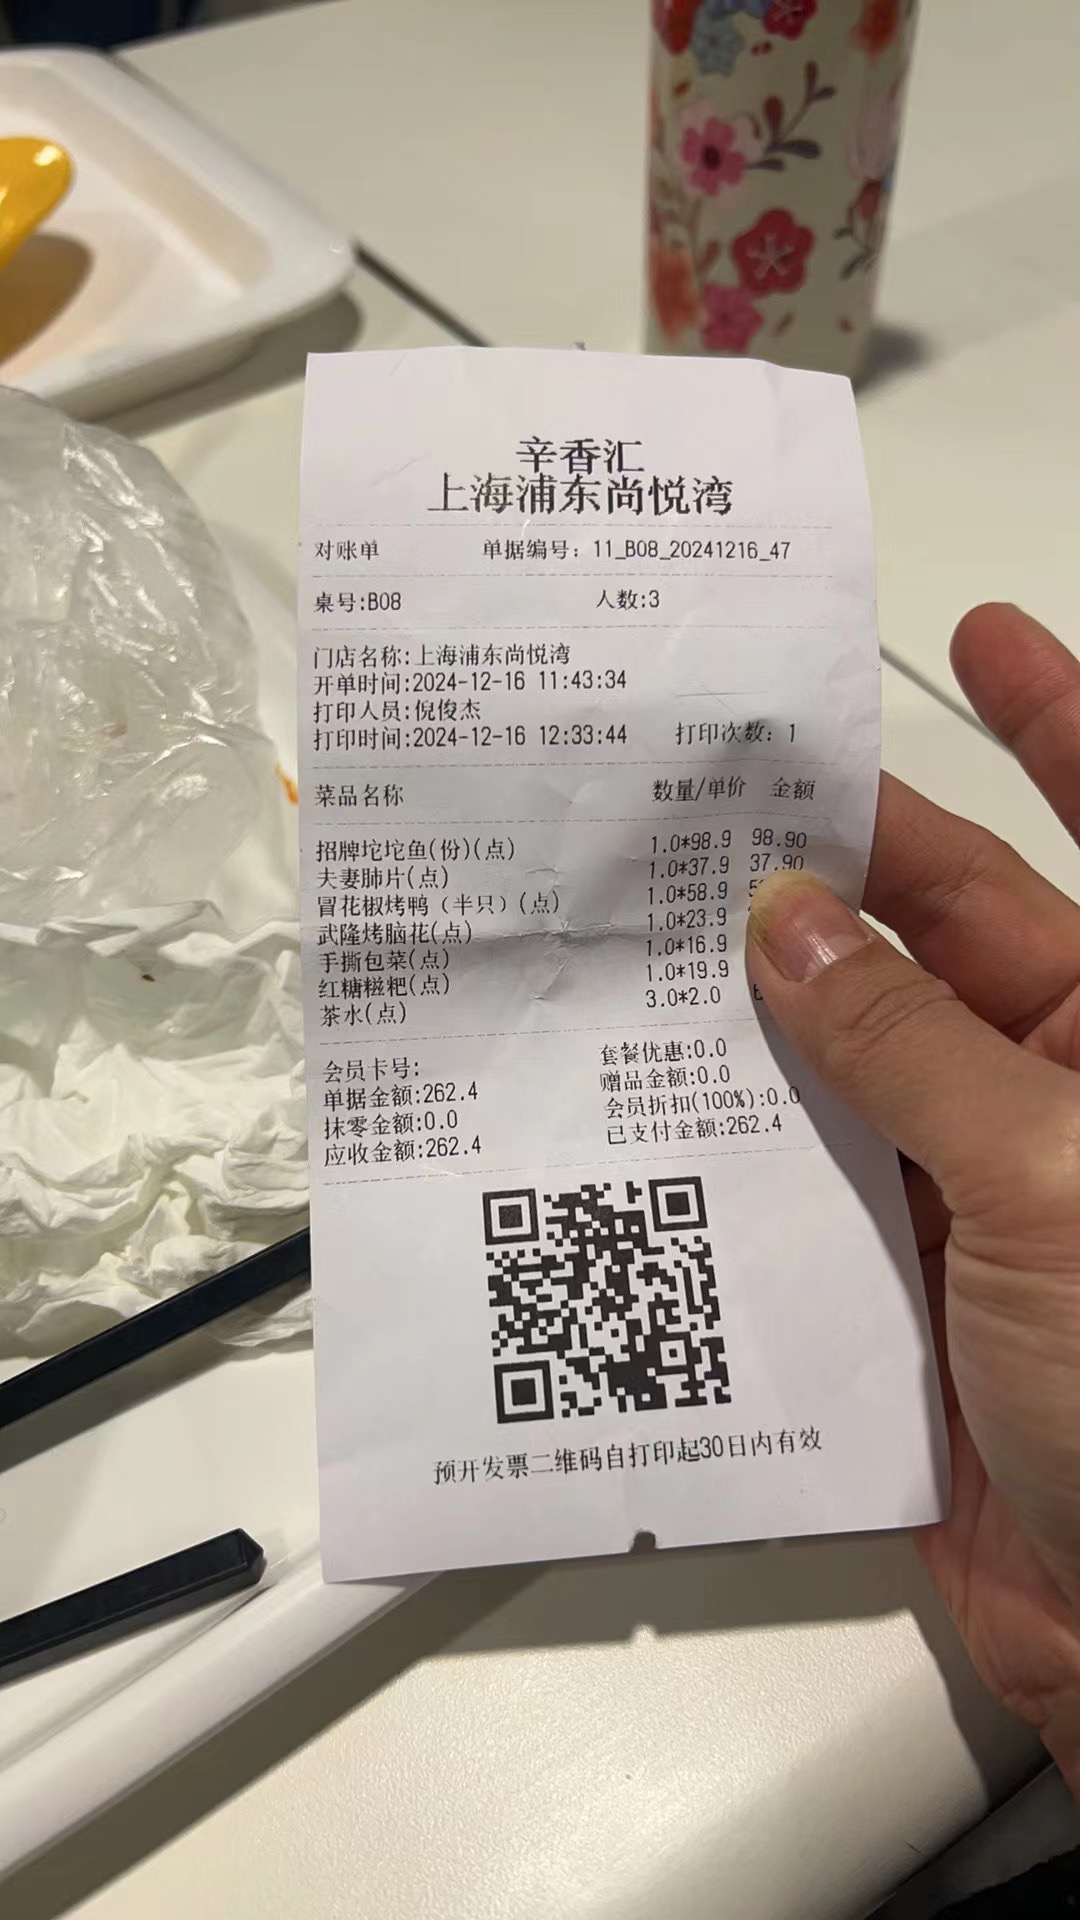 辛香汇
上海浦东尚悦湾
对账单 单据编号: 11_B08_20241216_47
桌号:B08 人数:3
门店名称:上海浦东尚悦湾
开单时间:2024-12-16 11:43:34
打印人员:倪俊杰
打印时间:2024-12-16 12:33:44 打印次数: 1
菜品名称 数量/单价 金额
招牌坨坨鱼(份)(点) 1.0*98.9 98.90
夫妻肺片(点) 1.0*37.9 37.90
冒花椒烤鸭（半只）(点) 1.0*58.9
武隆烤脑花(点) 1.0*23.9
手撕包菜(点) 1.0*16.9
红糖糍粑(点) 1.0*19.9
茶水(点) 3.0*2.0
会员卡号: 套餐优惠:0.0
单据金额:262.4 赠品金额:0.0
抹零金额:0.0 会员折扣(100%):0.0
应收金额:262.4 已支付金额:262.4
预开发票二维码自打印起30日内有效